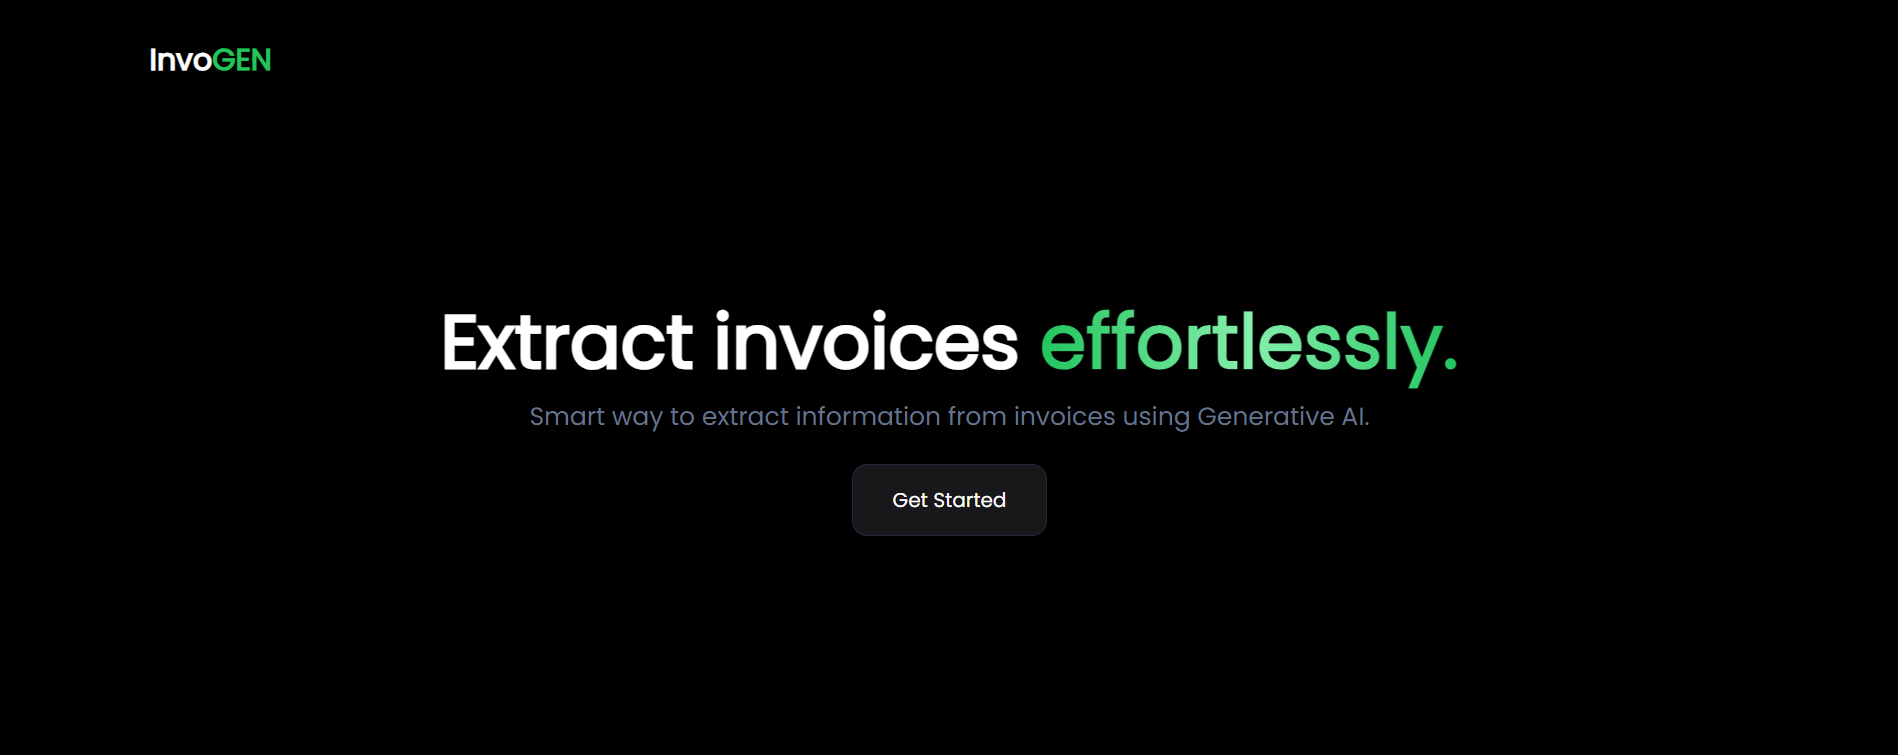 InvoGEN
Extract invoices effortlessly.
Smart way to extract information from invoices using Generative AI.
Get Started